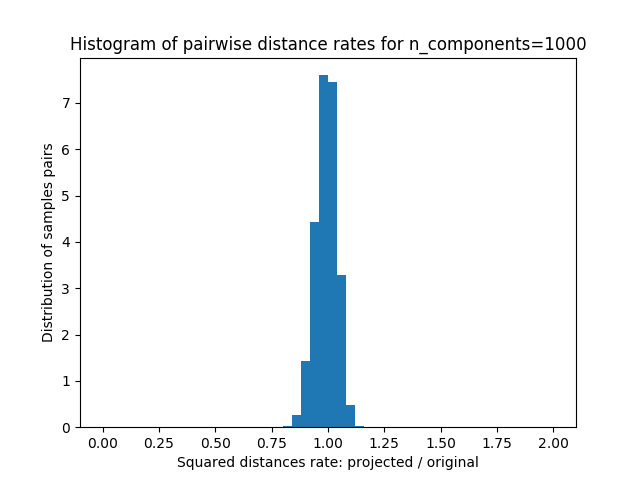 Histogram of pairwise distance rates for n_components=1000
Distribution of samples pairs
7
6
5
4
3
2
1
0
0.00 0.25 0.50 0.75 1.00 1.25 1.50 1.75 2.00
Squared distances rate: projected / original